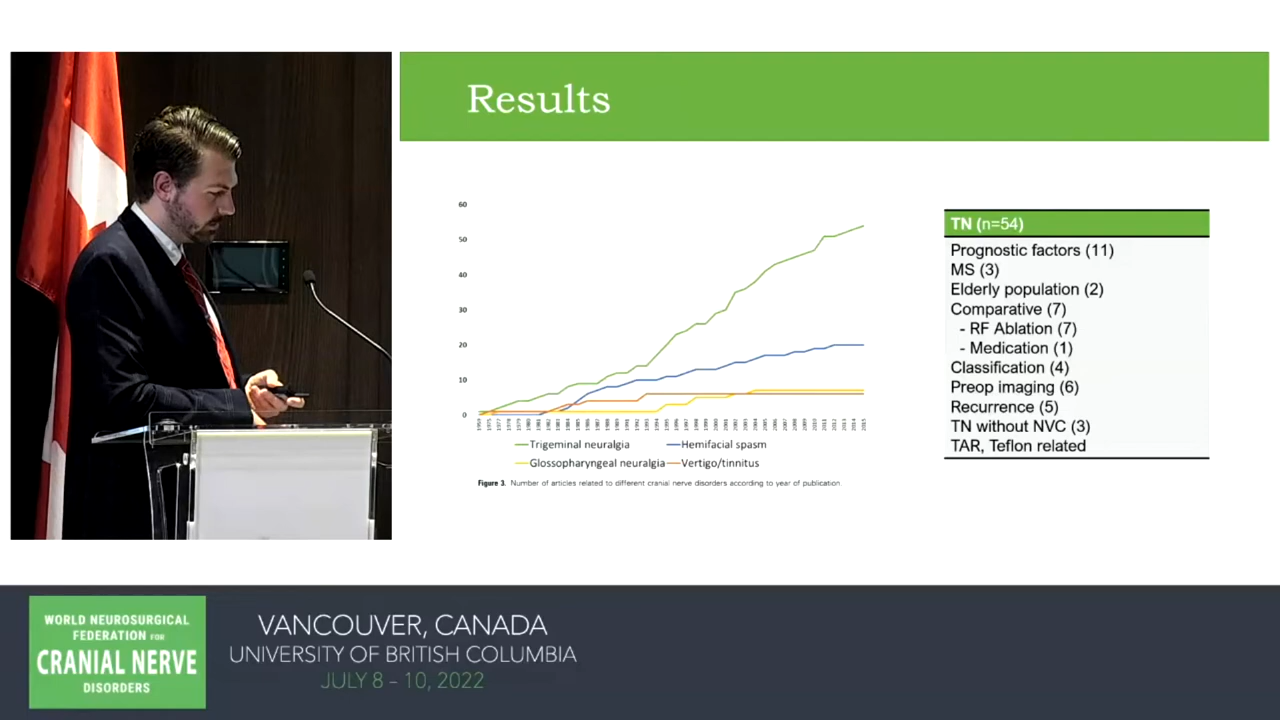 Results
60
50
40
30
20
10
0
Trigeminal neuralgia
Hemifacial spasm
Glossopharyngeal neuralgia
Vertigo/tinnitus
Figure 3. Number of articles related to different cranial nerve disorders according to year of publication.
TN (n=54)
Prognostic factors (11)
MS (3)
Elderly population (2)
Comparative (7)
- RF Ablation (7)
- Medication (1)
Classification (4)
Preop imaging (6)
Recurrence (5)
TN without NVC (3)
TAR, Teflon related
WORLD NEUROSURGICAL
FEDERATION FOR
CRANIAL NERVE
DISORDERS
VANCOUVER, CANADA
UNIVERSITY OF BRITISH COLUMBIA
JULY 8 – 10, 2022